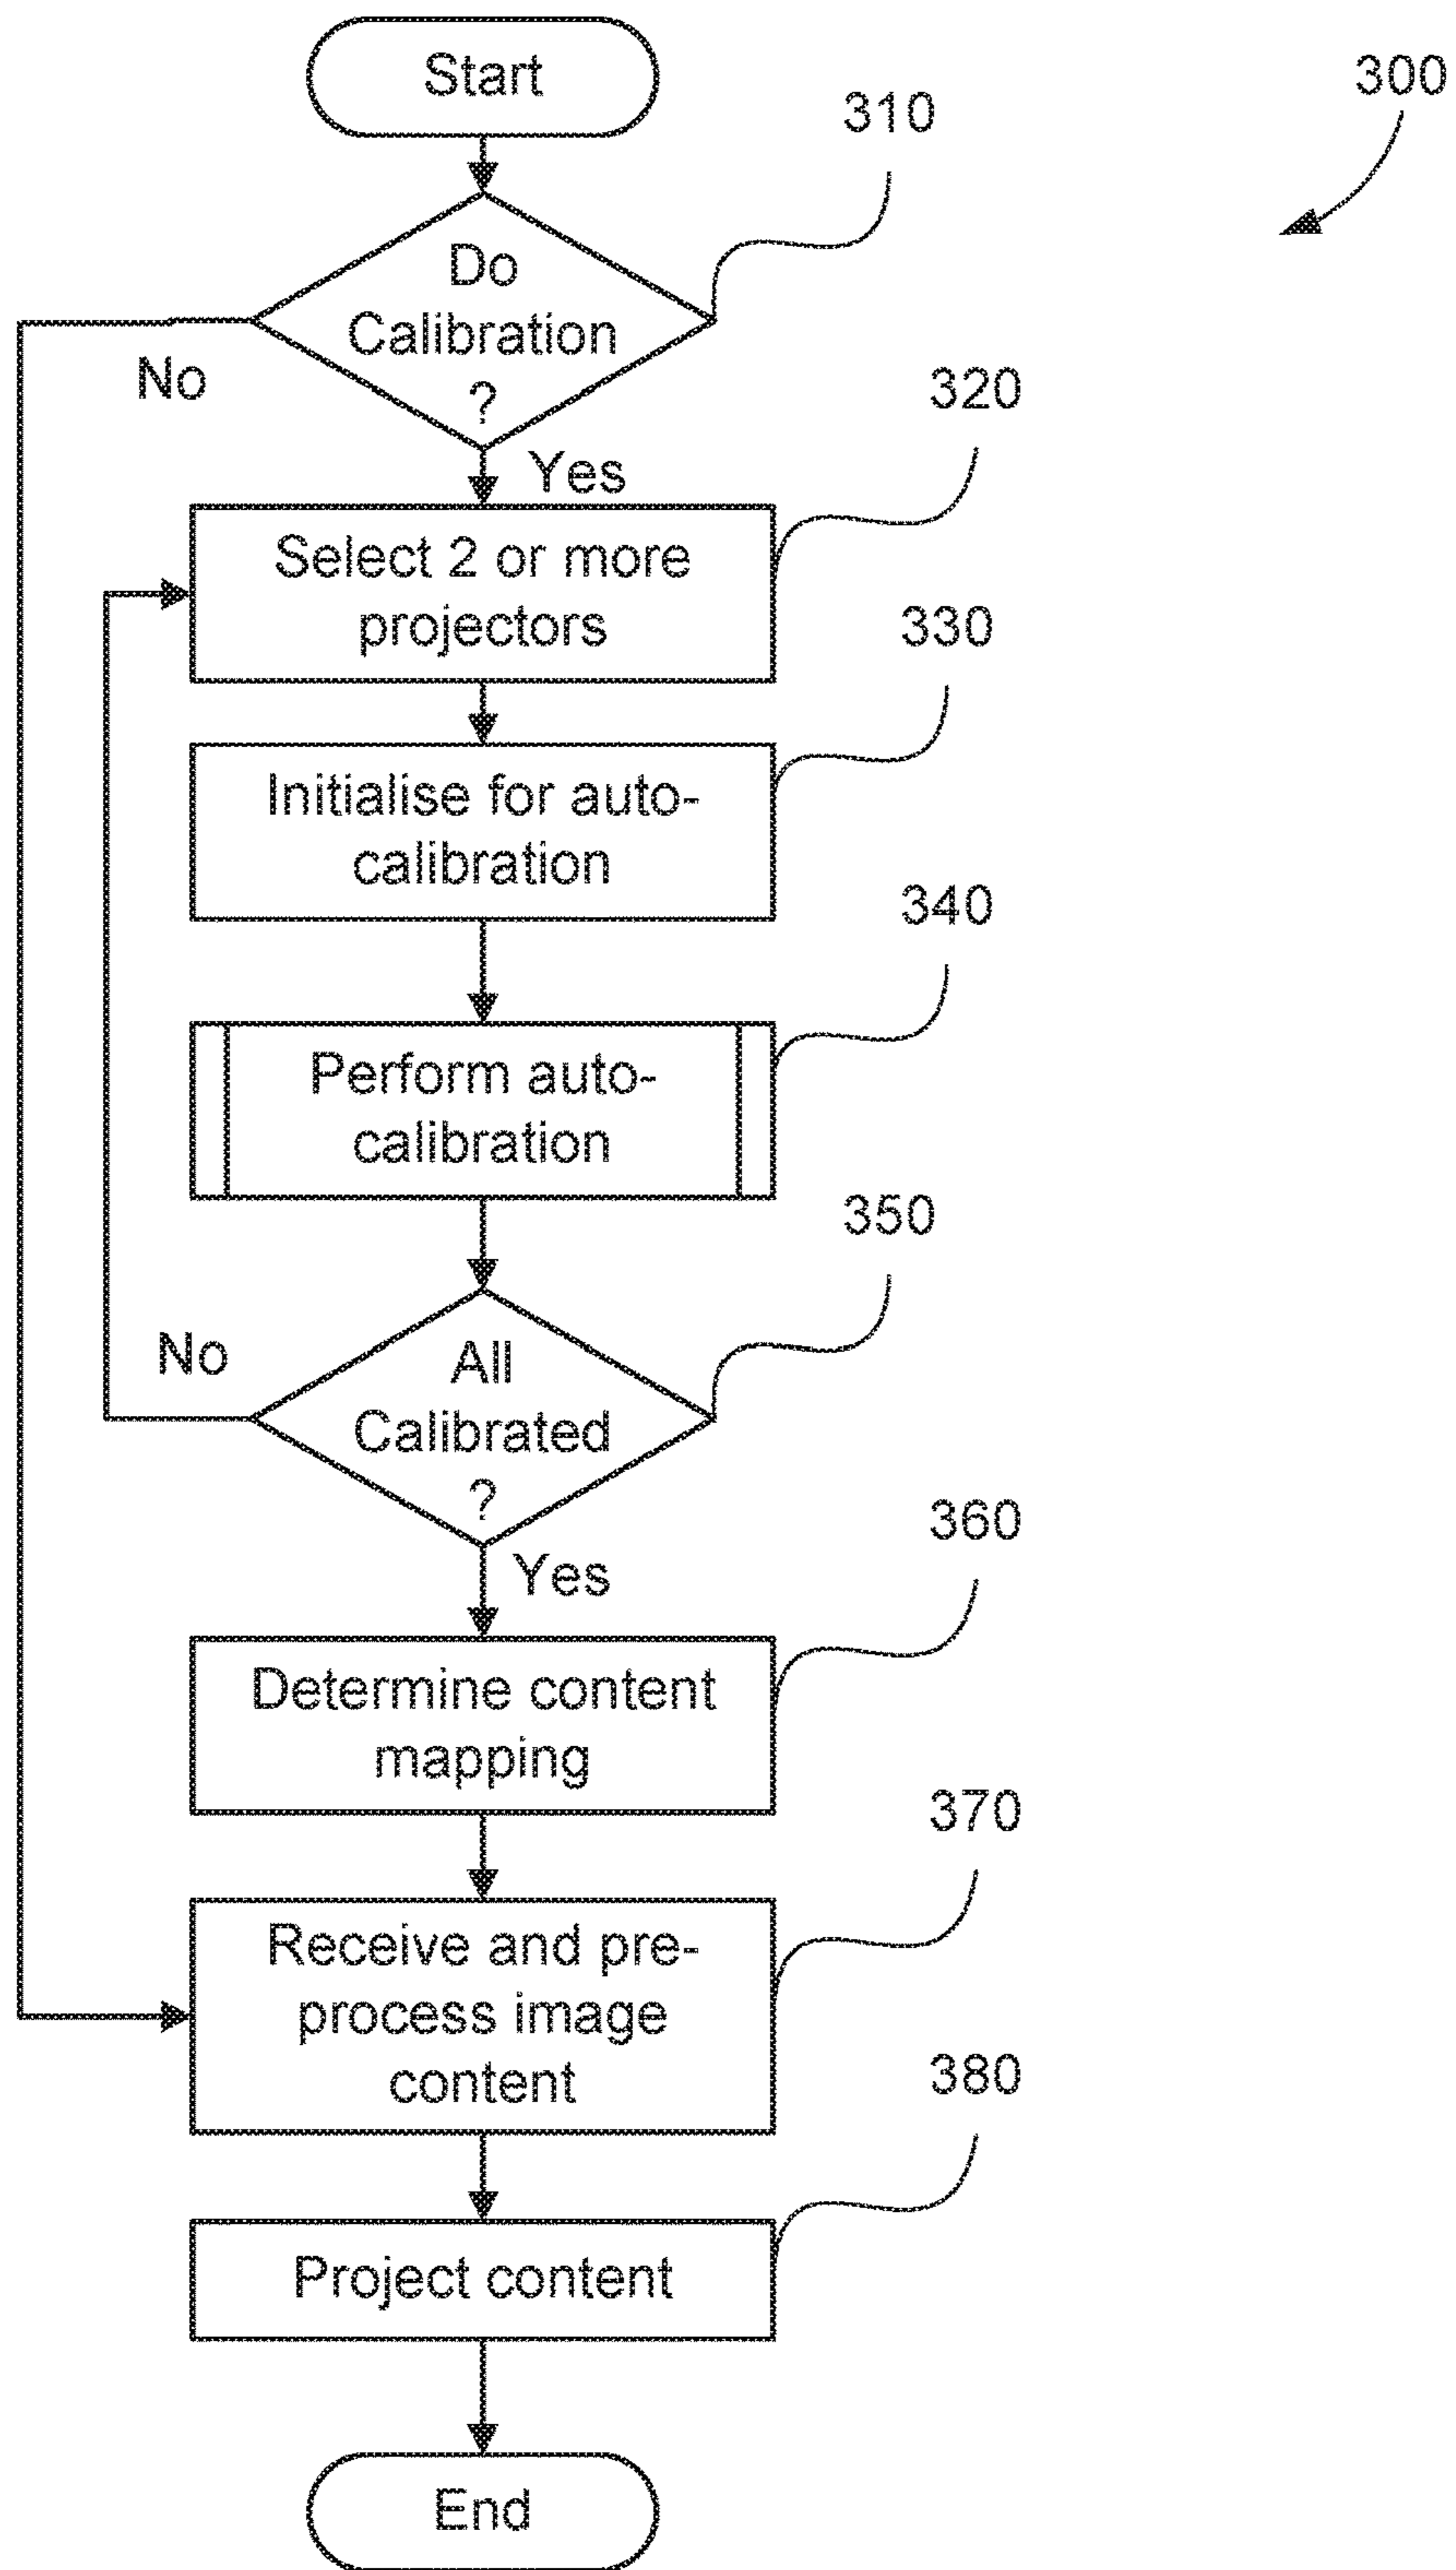 Start
300
310
Do
Calibration
?
No
Yes
320
Select 2 or more
projectors
330
Initialise for auto-
calibration
340
Perform auto-
calibration
350
All
Calibrated
?
No
Yes
360
Determine content
mapping
370
Receive and pre-
process image
content
380
Project content
End